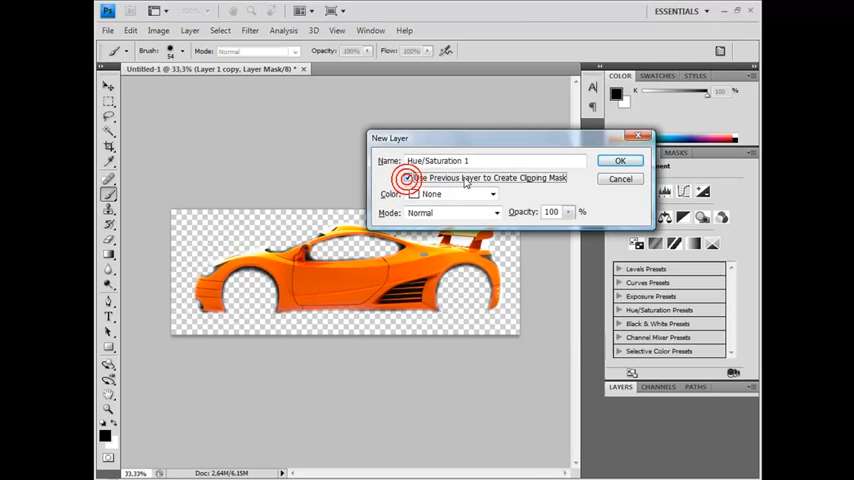 Ps
ESSENTIALS
File Edit Image Layer Select Filter Analysis 3D View Window Help
Brush: 54 Mode: Normal Opacity: 100% Flow: 100%
Untitled-1 @ 33,3% (Layer 1 copy, Layer Mask/8) *
COLOR SWATCHES STYLES
K 100 %
New Layer
Name: Hue/Saturation 1
OK
Use Previous Layer to Create Clipping Mask
Cancel
Color: None
Mode: Normal Opacity: 100 %
MASKS
Levels Presets
Curves Presets
Exposure Presets
Hue/Saturation Presets
Black & White Presets
Channel Mixer Presets
Selective Color Presets
LAYERS CHANNELS PATHS
33,33% Doc: 2,64M/6,15M